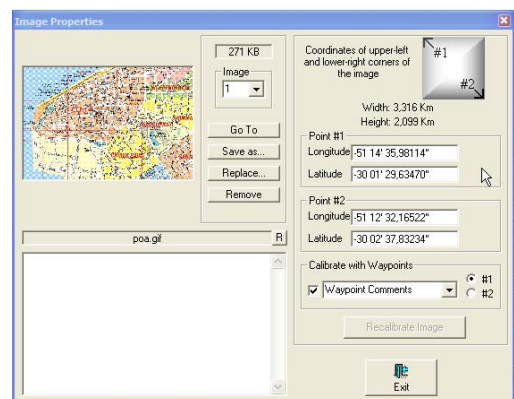 Image Properties
271 KB
Image
1
Go To
Save as...
Replace...
Remove
poa.gif
R
Coordinates of upper-left
and lower-right corners of
the image
#1
#2
Width: 3,316 Km
Height: 2,099 Km
Point #1
Longitude -51 14' 35,98114"
Latitude -30 01' 29,63470"
Point #2
Longitude -51 12' 32,16522"
Latitude -30 02' 37,83234"
Calibrate with Waypoints
Waypoint Comments
#1
#2
Recalibrate Image
Exit